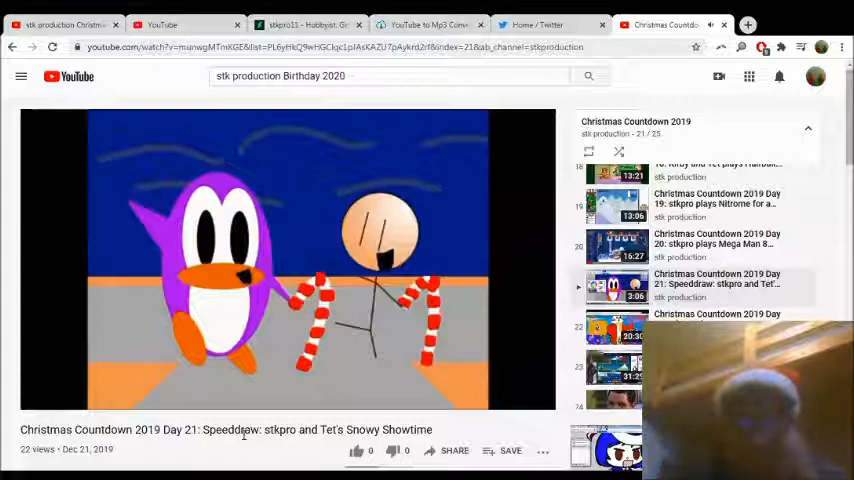 stk production Christm
YouTube
stkpro11 - Hobbyist, Gr
YouTube to Mp3 Conv
Home / Twitter
Christmas Countdo
youtube.com/watch?v=munwgMTmKGE&list=PL6yHkQ9wHGClqc1pJAsKAZU7pAykrd2rf&index=21&ab_channel=stkproduction
YouTube
stk production Birthday 2020
Christmas Countdown 2019
stk production - 21 / 25
18
13:21
stk production
19
13:06
Christmas Countdown 2019 Day
19: stkpro plays Nitrome for a...
stk production
20
16:27
Christmas Countdown 2019 Day
20: stkpro plays Mega Man 8...
stk production
3:06
Christmas Countdown 2019 Day
21: Speeddraw: stkpro and Tet'...
stk production
22
20:30
Christmas Countdown 2019 Day
23
31:29
24
Christmas Countdown 2019 Day 21: Speeddraw: stkpro and Tet's Snowy Showtime
22 views • Dec 21, 2019
0
0
SHARE
SAVE